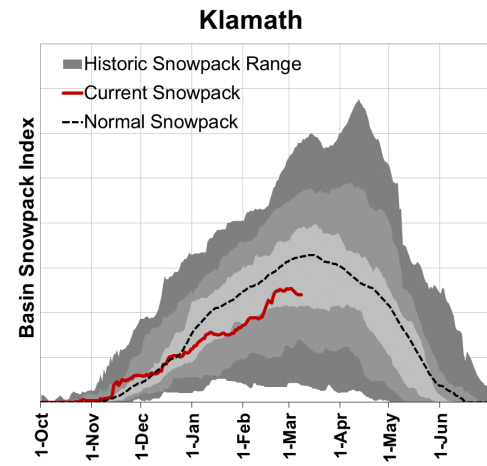 Klamath
Historic Snowpack Range
Current Snowpack
Normal Snowpack
Basin Snowpack Index
1-Oct
1-Nov
1-Dec
1-Jan
1-Feb
1-Mar
1-Apr
1-May
1-Jun